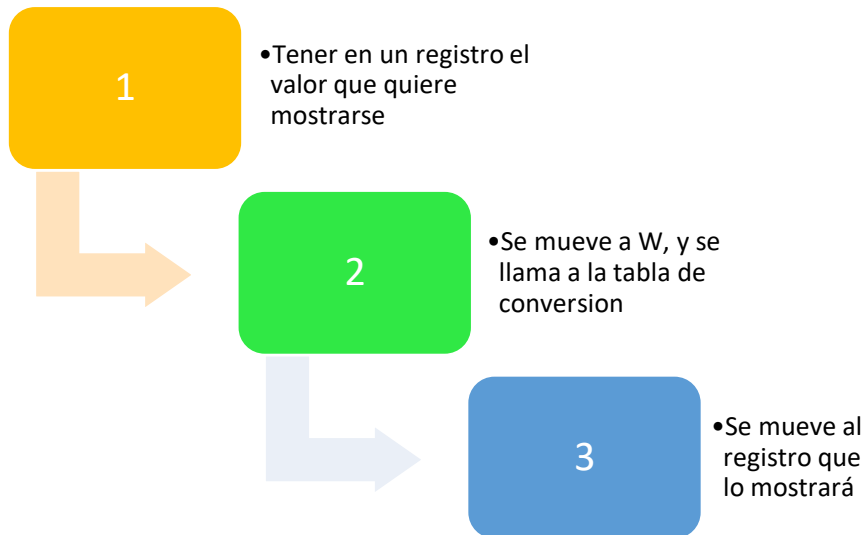 1
•Tener en un registro el
valor que quiere
mostrarse
2
•Se mueve a W, y se
llama a la tabla de
conversion
3
•Se mueve al
registro que
lo mostrará